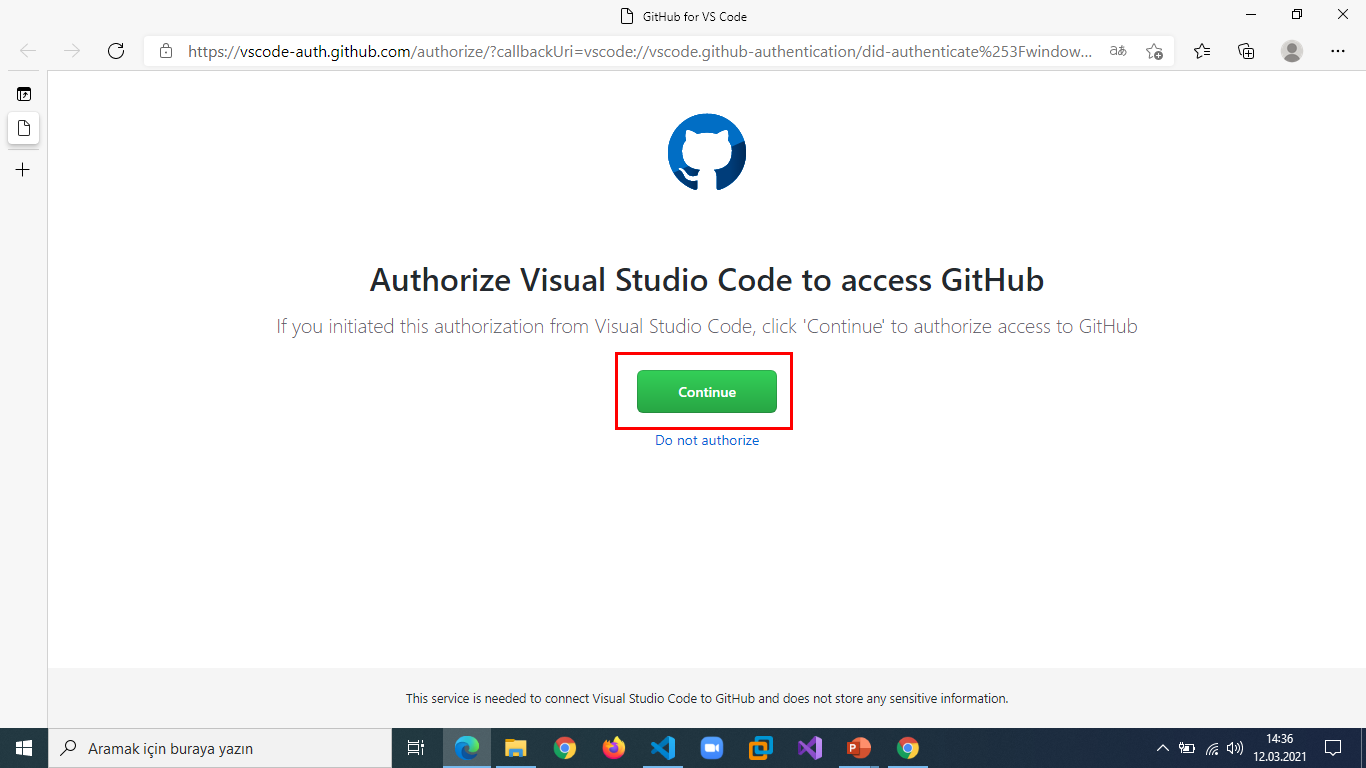 GitHub for VS Code
https://vscode-auth.github.com/authorize/?callbackUri=vscode://vscode.github-authentication/did-authenticate%253Fwindow...
aあ
Authorize Visual Studio Code to access GitHub
If you initiated this authorization from Visual Studio Code, click 'Continue' to authorize access to GitHub
Continue
Do not authorize
This service is needed to connect Visual Studio Code to GitHub and does not store any sensitive information.
Aramak için buraya yazın
14:36
12.03.2021